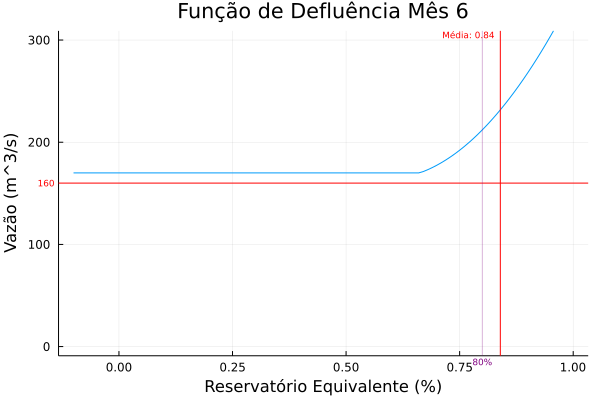 Função de Defluência Mês 6
Média: 0.84
300
200
160
100
0
Vazão (m^3/s)
0.00
0.25
0.50
0.75
80%
1.00
Reservatório Equivalente (%)